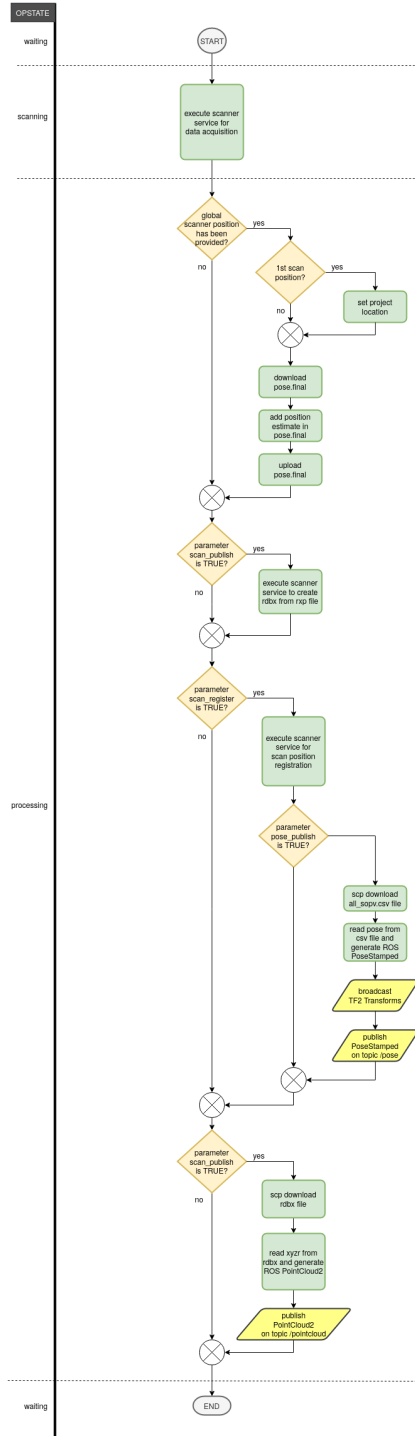 OPSTATE
waiting
START
scanning
execute scanner
service for
data acquisition
global
scanner position
has been
provided?
yes
no
1st scan
position?
yes
no
set project
location
download
pose.final
add position
estimate in
pose.final
upload
pose.final
parameter
scan_publish
is TRUE?
yes
no
execute scanner
service to create
rdbx from rxp file
parameter
scan_register
is TRUE?
yes
no
execute scanner
service for
scan position
registration
processing
parameter
pose_publish
is TRUE?
scp download
all_sopv.csv file
read pose from
csv file and
generate ROS
PoseStamped
broadcast
TF2 Transforms
publish
PoseStamped
on topic /pose
parameter
scan_publish
is TRUE?
yes
no
scp download
rdbx file
read xyzr from
rdbx and generate
ROS PointCloud2
publish
PointCloud2
on topic /pointcloud
waiting
END